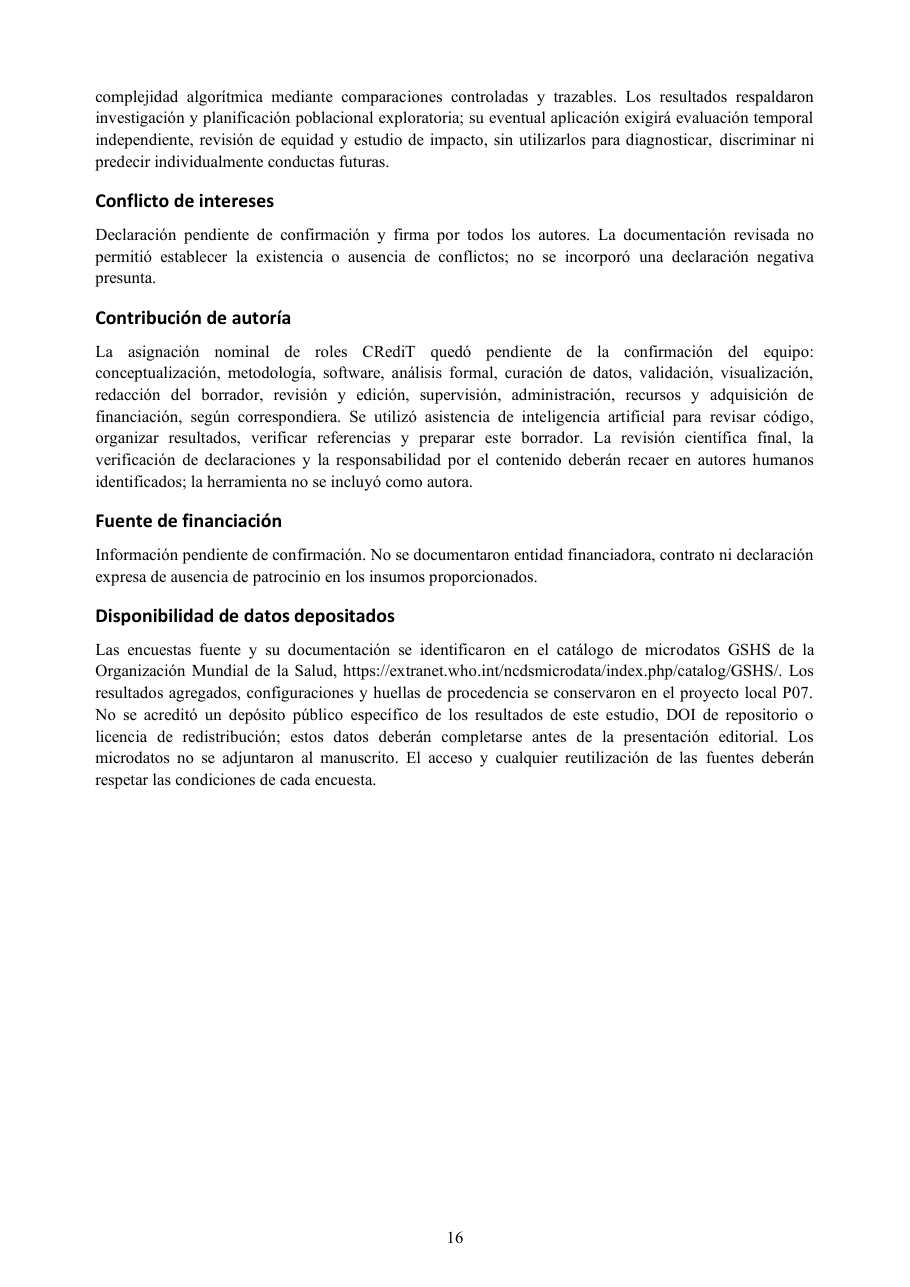 complejidad algorítmica mediante comparaciones controladas y trazables. Los resultados respaldaron
investigación y planificación poblacional exploratoria; su eventual aplicación exigirá evaluación temporal
independiente, revisión de equidad y estudio de impacto, sin utilizarlos para diagnosticar, discriminar ni
predecir individualmente conductas futuras.
Conflicto de intereses
Declaración pendiente de confirmación y firma por todos los autores. La documentación revisada no
permitió establecer la existencia o ausencia de conflictos; no se incorporó una declaración negativa
presunta.
Contribución de autoría
La asignación nominal de roles CRediT quedó pendiente de la confirmación del equipo:
conceptualización, metodología, software, análisis formal, curación de datos, validación, visualización,
redacción del borrador, revisión y edición, supervisión, administración, recursos y adquisición de
financiación, según correspondiera. Se utilizó asistencia de inteligencia artificial para revisar código,
organizar resultados, verificar referencias y preparar este borrador. La revisión científica final, la
verificación de declaraciones y la responsabilidad por el contenido deberán recaer en autores humanos
identificados; la herramienta no se incluyó como autora.
Fuente de financiación
Información pendiente de confirmación. No se documentaron entidad financiadora, contrato ni declaración
expresa de ausencia de patrocinio en los insumos proporcionados.
Disponibilidad de datos depositados
Las encuestas fuente y su documentación se identificaron en el catálogo de microdatos GSHS de la
Organización Mundial de la Salud, https://extranet.who.int/ncdsmicrodata/index.php/catalog/GSHS/. Los
resultados agregados, configuraciones y huellas de procedencia se conservaron en el proyecto local P07.
No se acreditó un depósito público específico de los resultados de este estudio, DOI de repositorio o
licencia de redistribución; estos datos deberán completarse antes de la presentación editorial. Los
microdatos no se adjuntaron al manuscrito. El acceso y cualquier reutilización de las fuentes deberán
respetar las condiciones de cada encuesta.
16